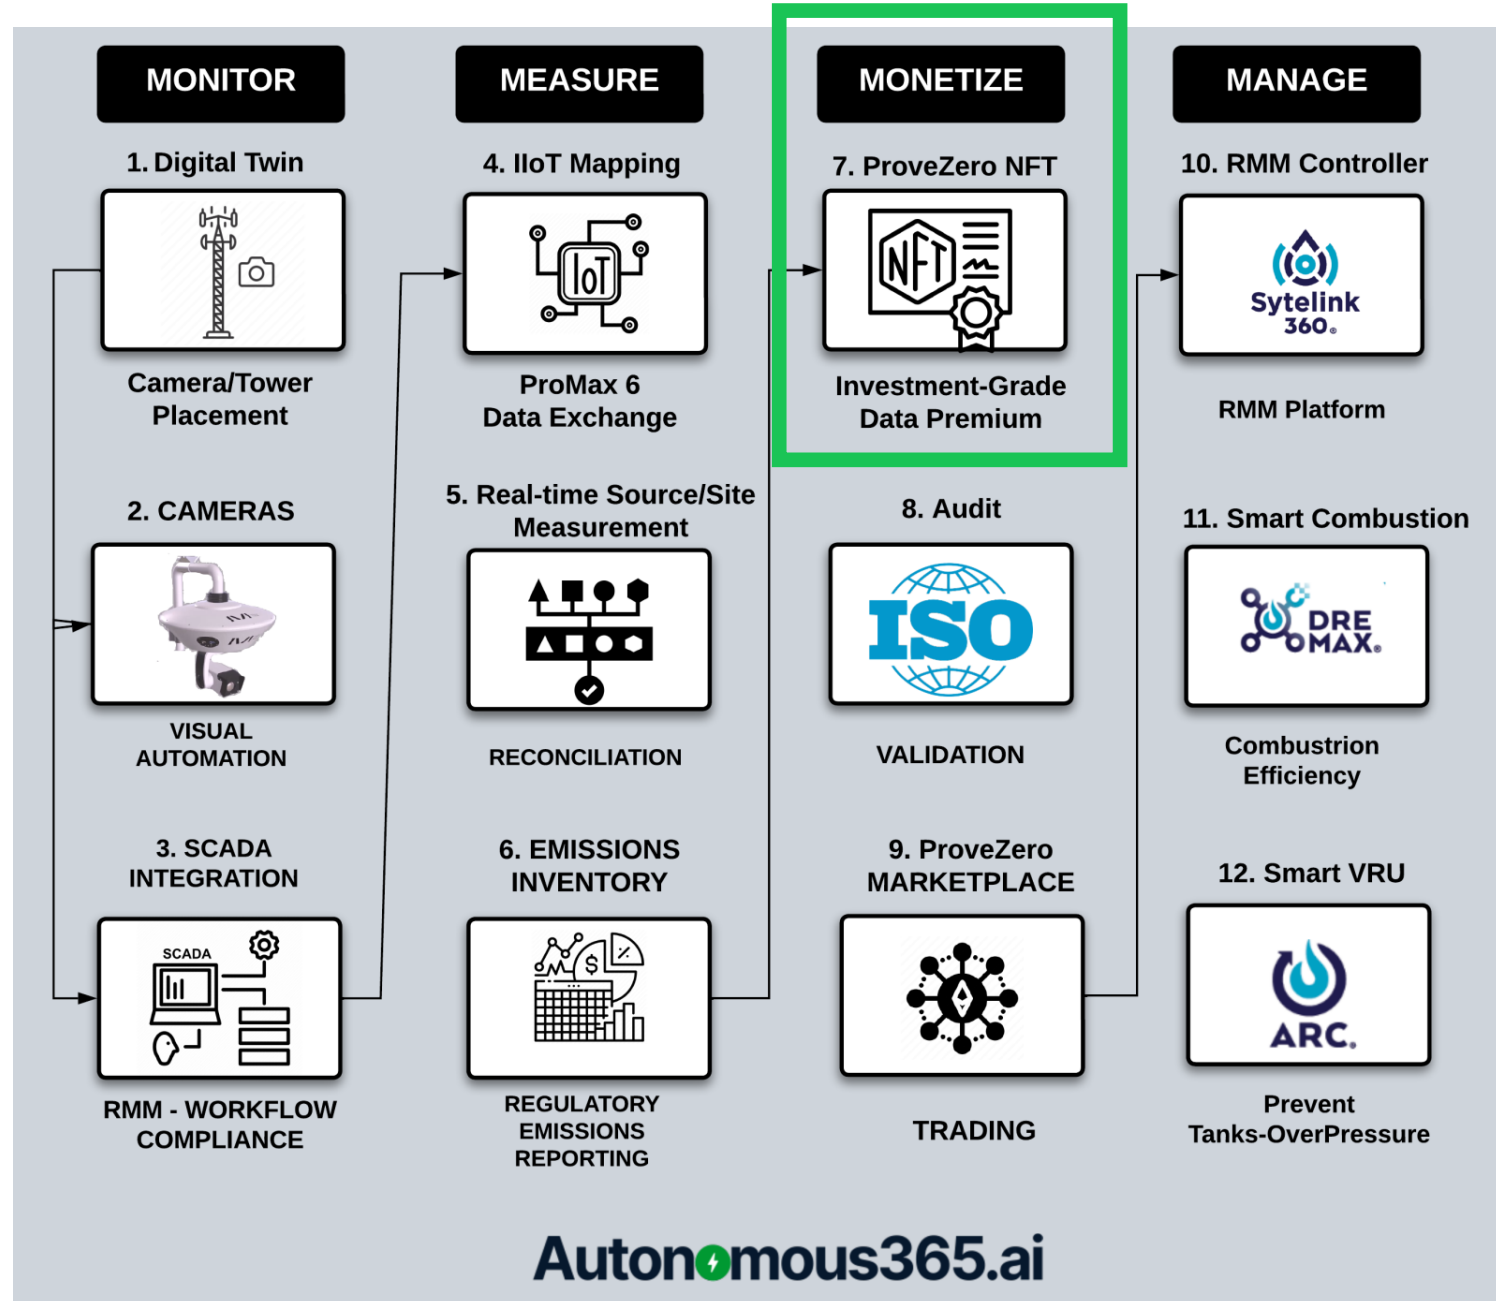 MONITOR
1. Digital Twin
Camera/Tower
Placement
2. CAMERAS
VISUAL
AUTOMATION
3. SCADA
INTEGRATION
SCADA
RMM - WORKFLOW
COMPLIANCE
MEASURE
4. IIoT Mapping
IoT
ProMax 6
Data Exchange
5. Real-time Source/Site
Measurement
RECONCILIATION
6. EMISSIONS
INVENTORY
$
%
REGULATORY
EMISSIONS
REPORTING
MONETIZE
7. ProveZero NFT
NFT
Investment-Grade
Data Premium
8. Audit
ISO
VALIDATION
9. ProveZero
MARKETPLACE
TRADING
MANAGE
10. RMM Controller
Sytelink
360®
RMM Platform
11. Smart Combustion
DRE
MAX®
Combustrion
Efficiency
12. Smart VRU
ARC®
Prevent
Tanks-OverPressure
Autonomous365.ai